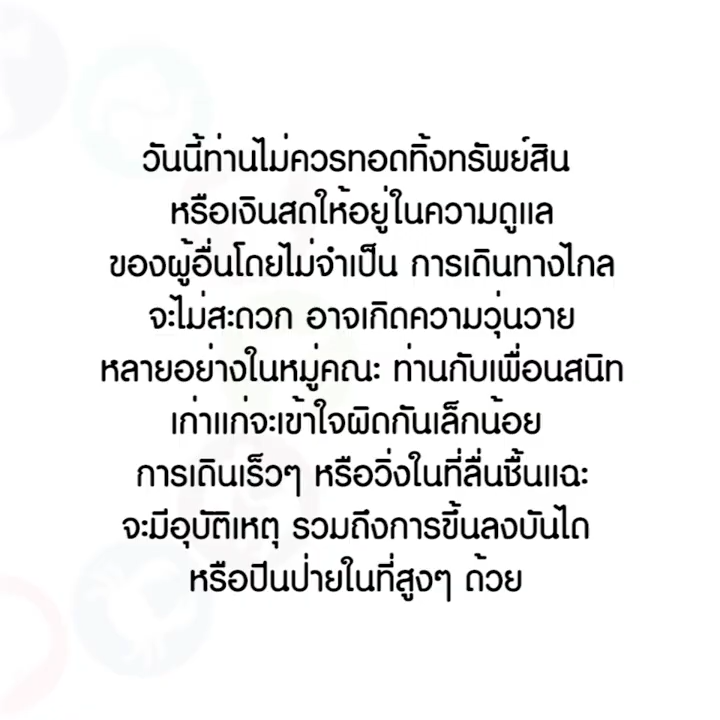 วันนี้ท่านไม่ควรทอดทิ้งทรัพย์สิน
หรือเงินสดให้อยู่ในความดูแล
ของผู้อื่นโดยไม่จำเป็น การเดินทางไกล
จะไม่สะดวก อาจเกิดความวุ่นวาย
หลายอย่างในหมู่คณะ ท่านกับเพื่อนสนิท
เก่าแก่จะเข้าใจผิดกันเล็กน้อย
การเดินเร็วๆ หรือวิ่งในที่ลื่นชื้นแฉะ
จะมีอุบัติเหตุ รวมถึงการขึ้นลงบันได
หรือปีนป่ายในที่สูงๆ ด้วย